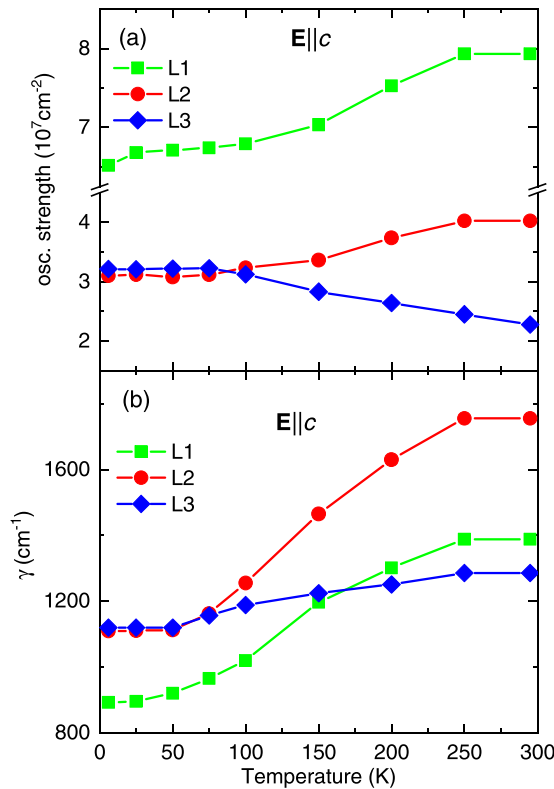 (a)
E||c
L1
L2
L3
osc. strength (10⁷cm⁻²)
8
7
4
3
2
(b)
E||c
L1
L2
L3
γ (cm⁻¹)
1600
1200
800
0 50 100 150 200 250 300
Temperature (K)